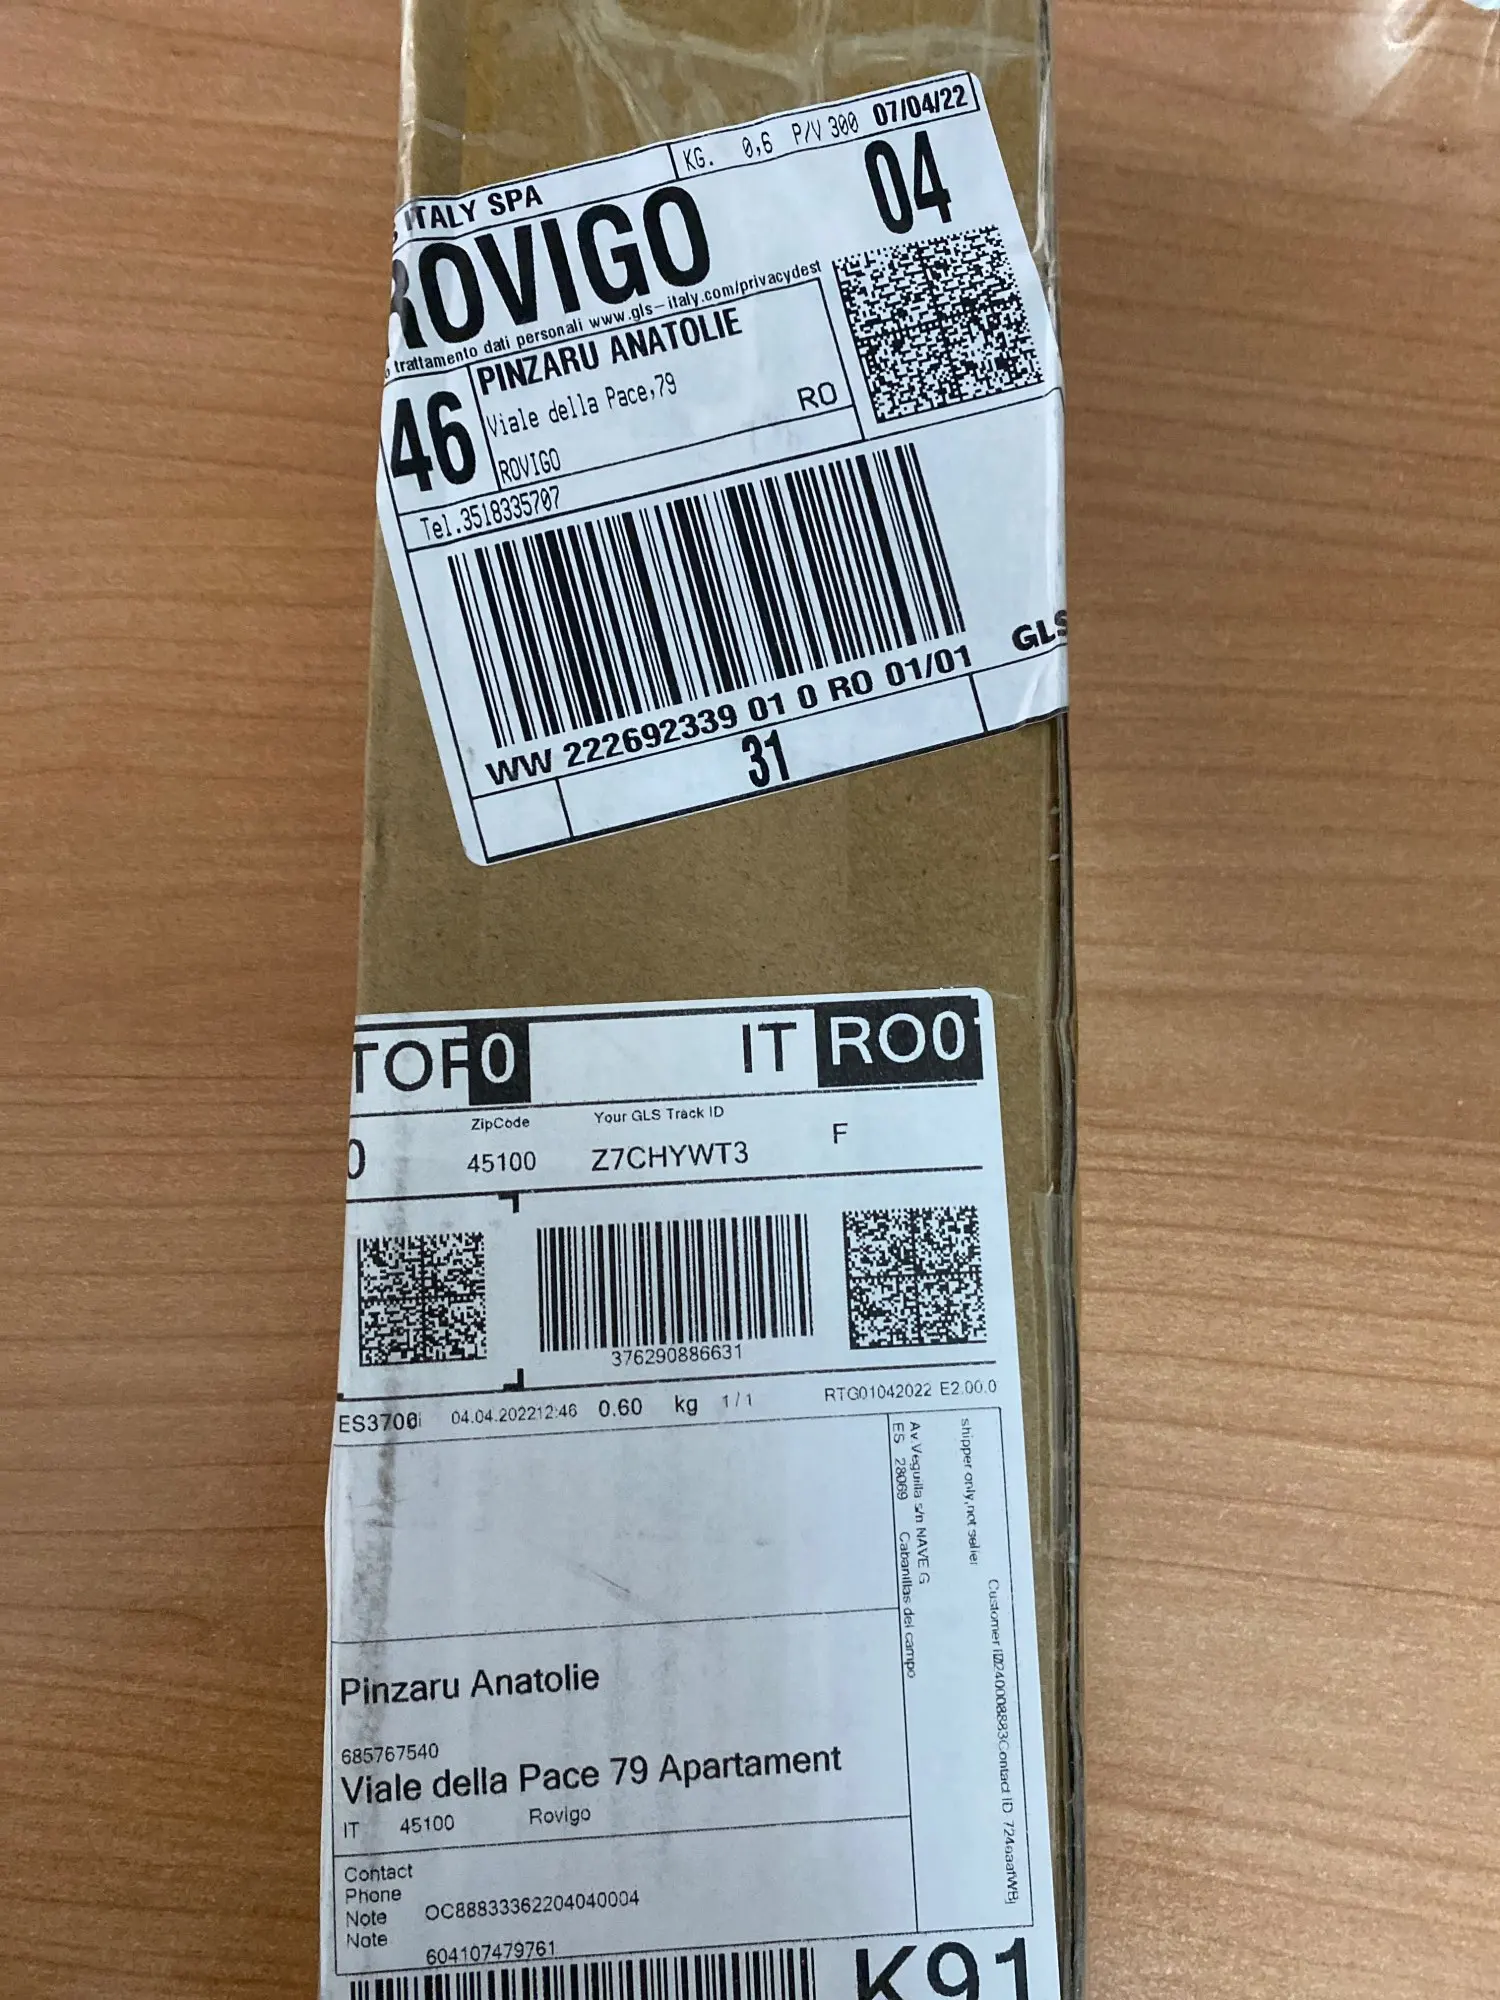 ITALY SPA
KG. 0,6 P/V 300 07/04/22
ROVIGO 04
trattamento dati personali www.gls-italy.com/privacydest
46
PINZARU ANATOLIE
Viale della Pace,79
ROVIGO RO
Tel.3518335707
GLS
WW 222692339 01 0 RO 01/01
31
TOF0 IT RO0
ZipCode Your GLS Track ID
0 45100 Z7CHYWT3 F
376290886631
04.04.202212:46 0.60 kg 1/1 RTG01042022 E2.00.0
shipper only,not seller
Av Veguilla s/n NAVE G
ES 28069 Cabanillas del campo
Pinzaru Anatolie
685767540
Viale della Pace 79 Apartament
IT 45100 Rovigo
Contact
Phone
Note OC88833362204040004
Note
604107479761
K91